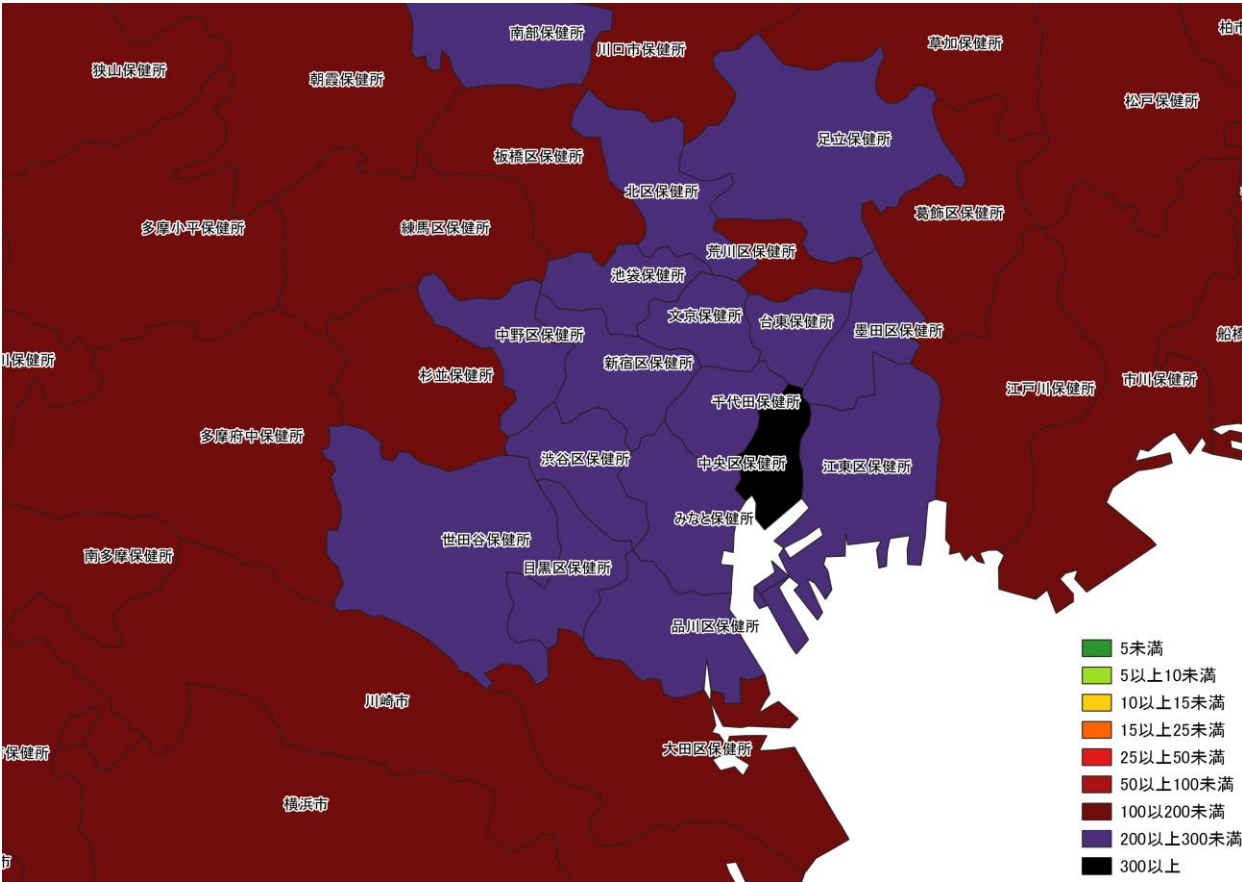 南部保健所
川口市保健所
草加保健所
柏市
狭山保健所
朝霞保健所
松戸保健所
板橋区保健所
足立保健所
北区保健所
多摩小平保健所
練馬区保健所
葛飾区保健所
荒川区保健所
池袋保健所
文京保健所
台東保健所
中野区保健所
墨田区保健所
船橋
新宿区保健所
川保健所
杉並保健所
江戸川保健所
市川保健所
千代田保健所
多摩府中保健所
渋谷区保健所
中央区保健所
江東区保健所
みなと保健所
世田谷保健所
南多摩保健所
目黒区保健所
品川区保健所
川崎市
大田区保健所
保健所
横浜市
市
5未満
5以上10未満
10以上15未満
15以上25未満
25以上50未満
50以上100未満
100以200未満
200以上300未満
300以上